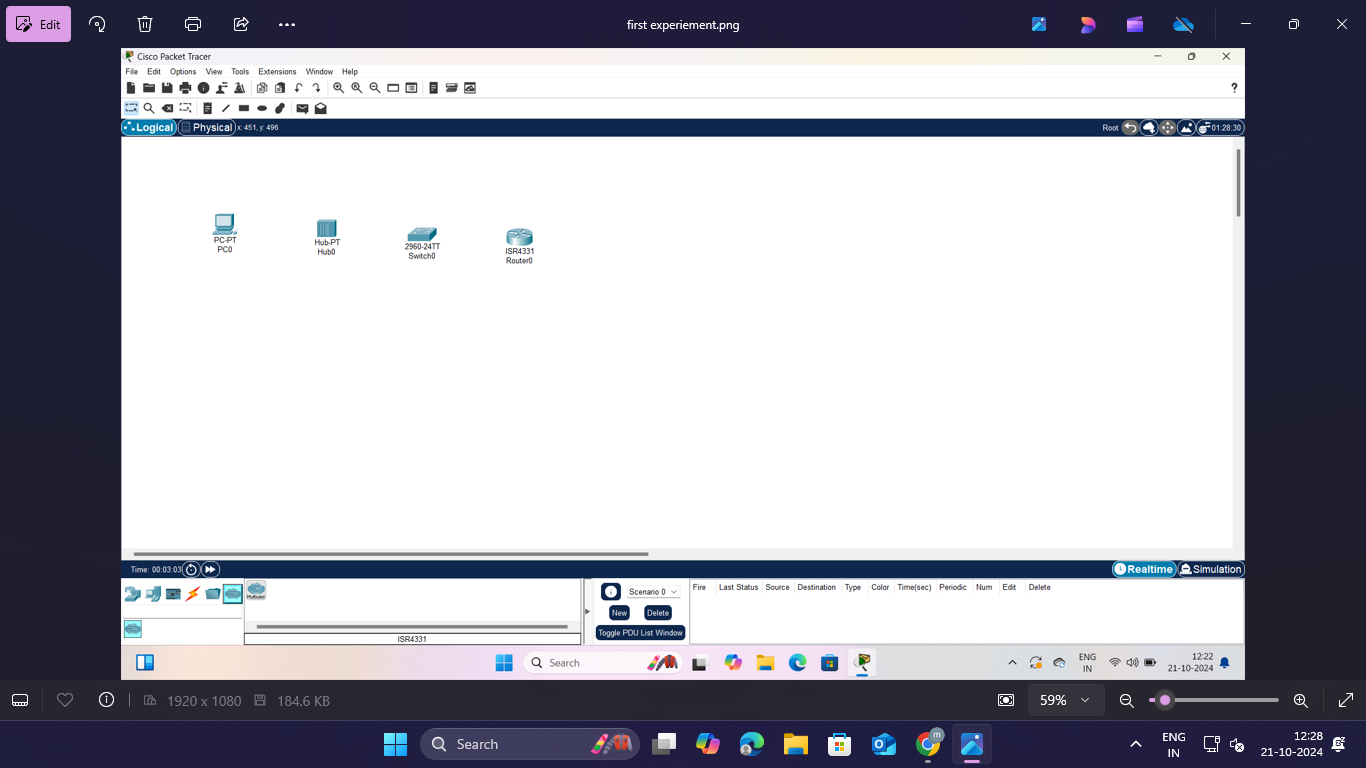 Edit
first experiement.png
Cisco Packet Tracer
File Edit Options View Tools Extensions Window Help
?
Logical Physical x: 451, y: 496
Root 01:28:30
PC-PT
PC0
Hub-PT
Hub0
2960-24TT
Switch0
ISR4331
Router0
Time: 00:03:03
Realtime Simulation
Scenario 0
New Delete
Toggle PDU List Window
Fire Last Status Source Destination Type Color Time(sec) Periodic Num Edit Delete
ISR4331
Search
ENG
IN
12:22
21-10-2024
1920 x 1080 184.6 KB
59%
Search
m
ENG
IN
12:28
21-10-2024